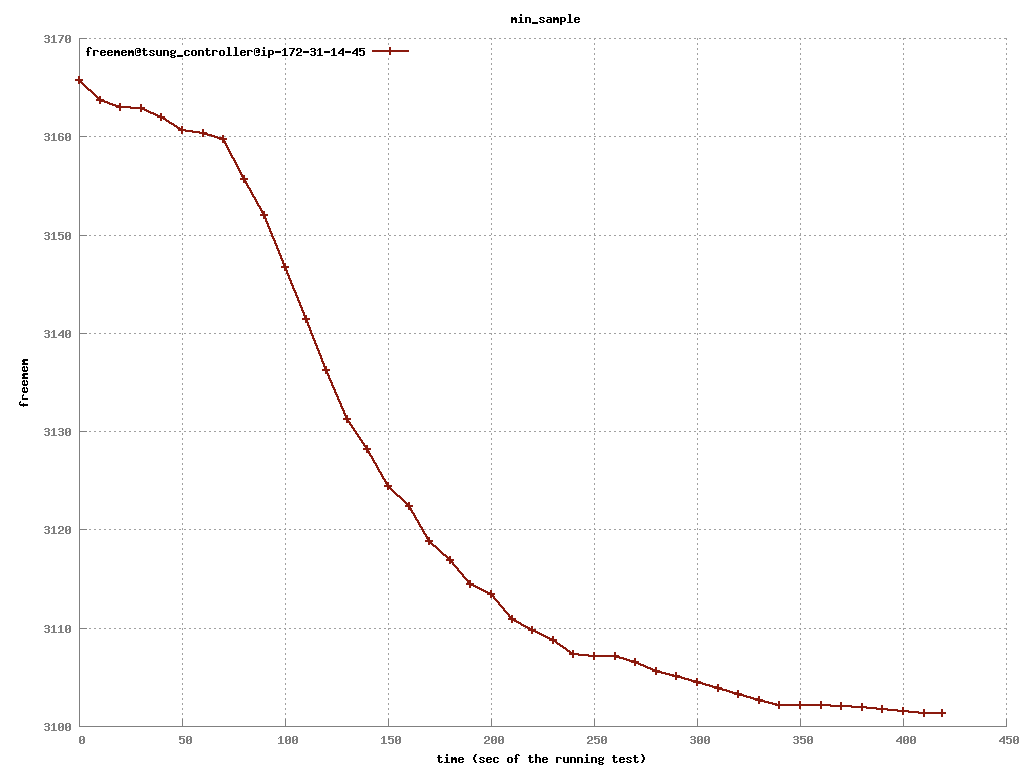 min_sample
freemem@tsung_controller@ip-172-31-14-45
3170
3160
3150
3140
3130
3120
3110
3100
freemem
0 50 100 150 200 250 300 350 400 450
time (sec of the running test)